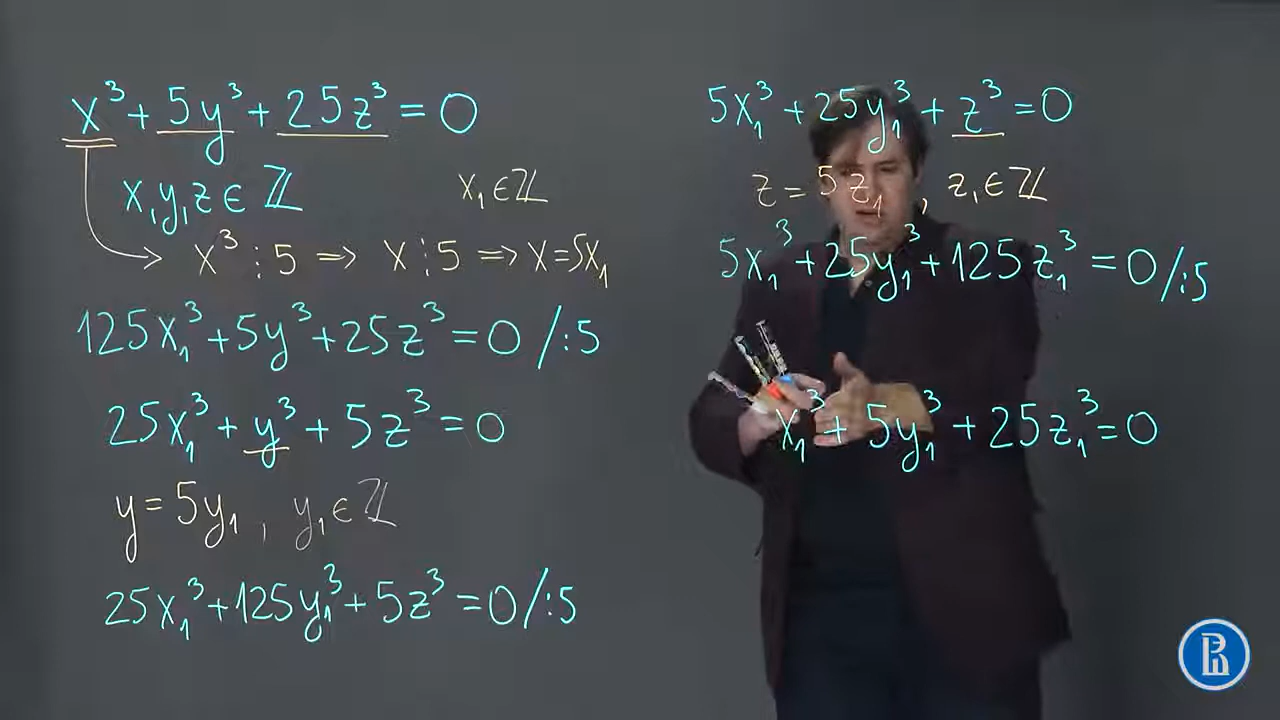 x³ + 5y³ + 25z³ = 0
x, y, z ∈ ℤ
x₁ ∈ ℤ
x³ ⋮ 5 ⇒ x ⋮ 5 ⇒ x = 5x₁
125x₁³ + 5y³ + 25z³ = 0 /:5
25x₁³ + y³ + 5z³ = 0
y = 5y₁, y₁ ∈ ℤ
25x₁³ + 125y₁³ + 5z³ = 0 /:5
5x₁³ + 25y₁³ + z³ = 0
z = 5z₁, z₁ ∈ ℤ
5x₁³ + 25y₁³ + 125z₁³ = 0 /:5
x₁³ + 5y₁³ + 25z₁³ = 0